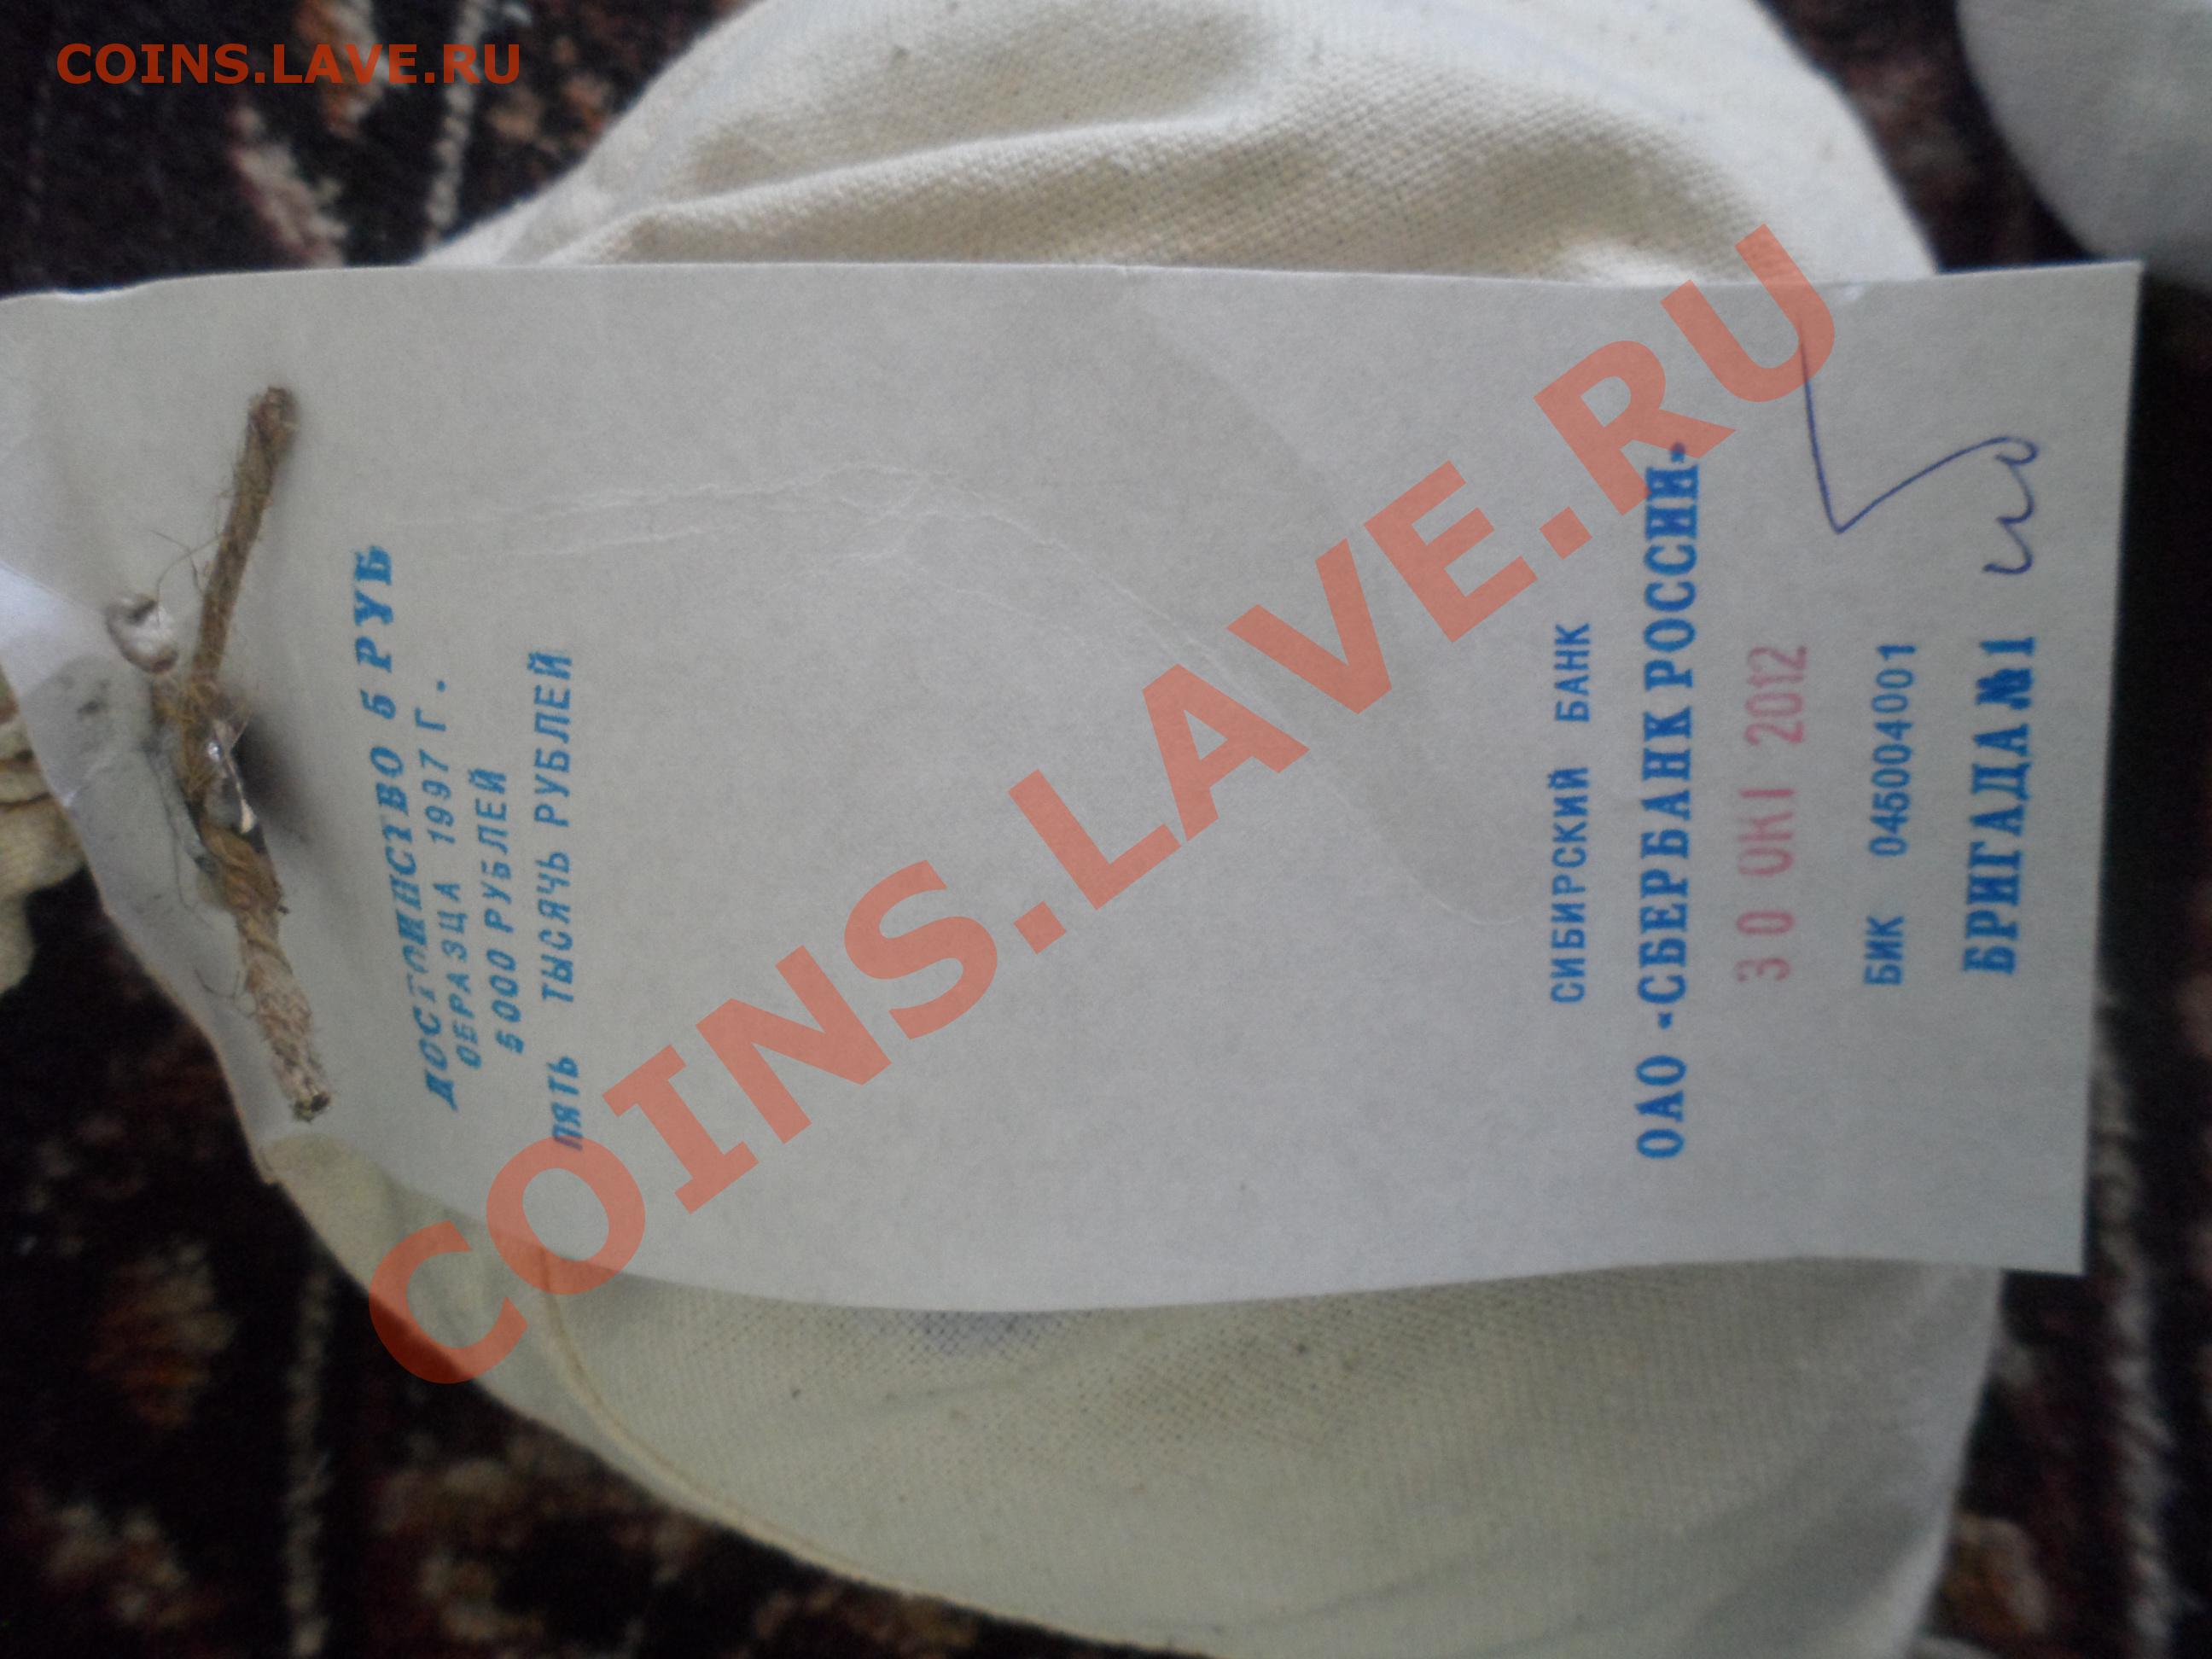 COINS.LAVE.RU
ДОСТОИНСТВО 5 РУБ
ОБРАЗЦА 1997 Г.
5000 РУБЛЕЙ
ПЯТЬ ТЫСЯЧЬ РУБЛЕЙ
СИБИРСКИЙ БАНК
ОАО «СБЕРБАНК РОССИИ»
30 ОКТ 2012
БИК 045004001
БРИГАДА №1
COINS.LAVE.RU